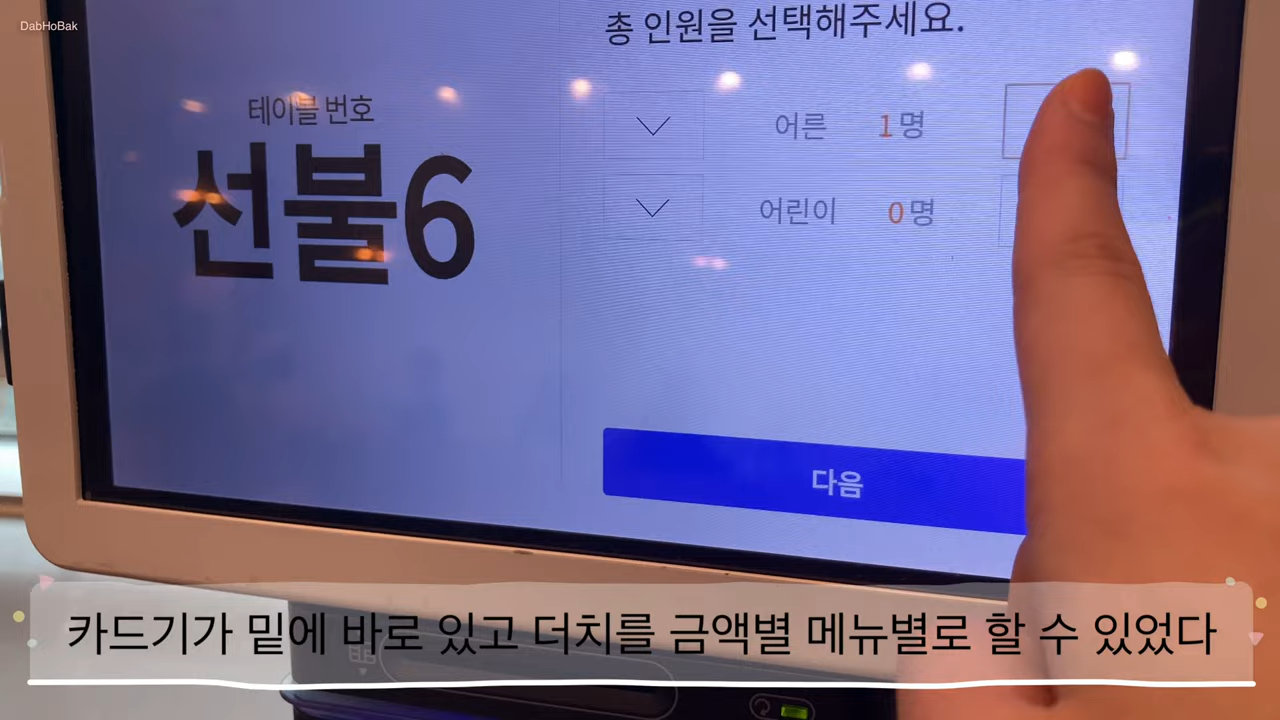 DabHoBak
총 인원을 선택해주세요.
테이블 번호
선불6
어른 1명
어린이 0명
다음
카드기가 밑에 바로 있고 더치를 금액별 메뉴별로 할 수 있었다